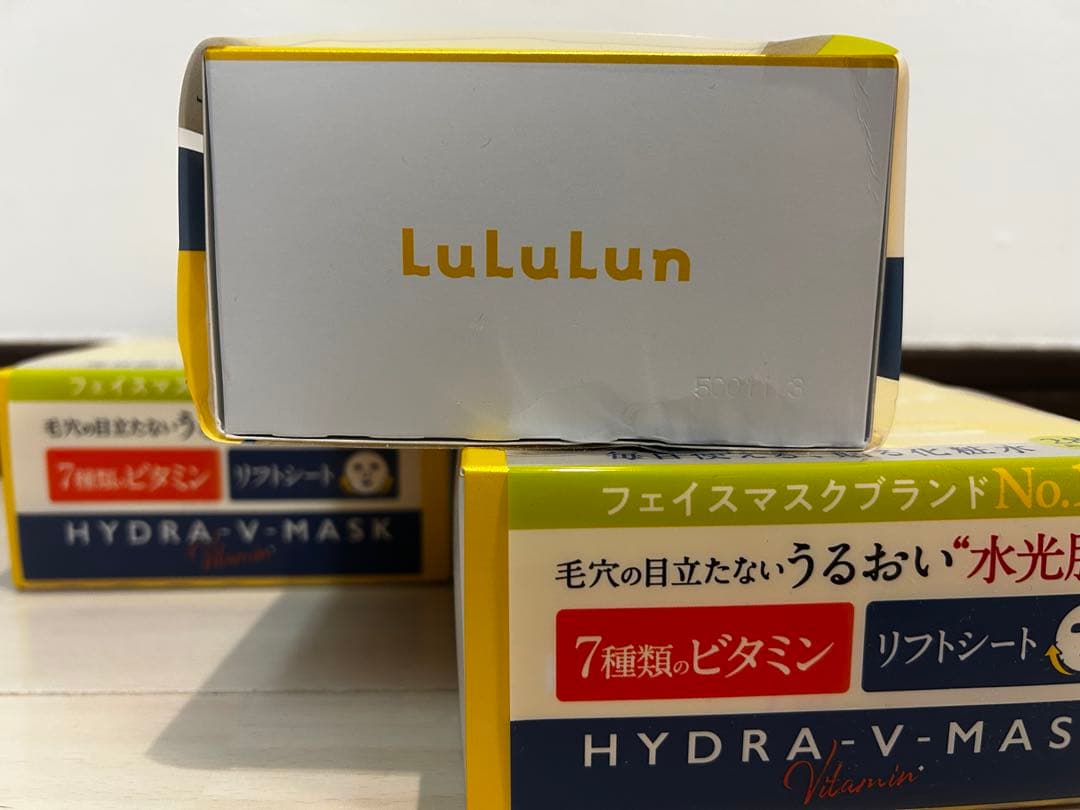 LuLuLun
フェイスマス
毛穴の目立たないう
7種類のビタミン
リフトシート
HYDRA-V-MASK
Vitamin
28
フェイスマスクブランドNo.1
毛穴の目立たないうるおい“水光肌
7種類のビタミン
リフトシート
HYDRA-V-MAS
Vitamin